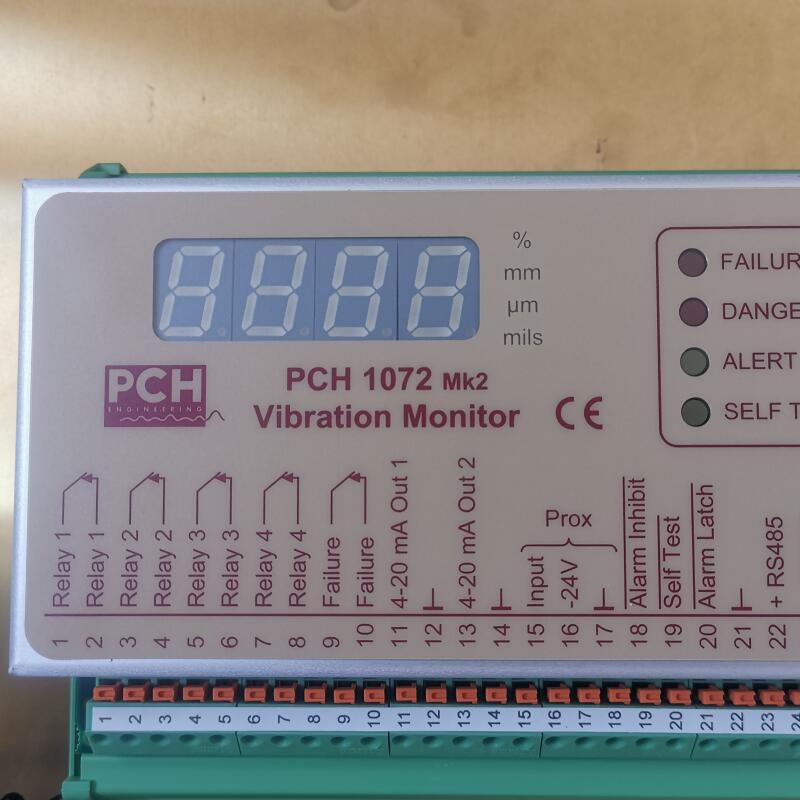 %
mm
µm
mils
FAILUR
DANGE
ALERT
SELF T
PCH
ENGINEERING
PCH 1072 Mk2
Vibration Monitor
CE
Relay 1
Relay 1
Relay 2
Relay 2
Relay 3
Relay 3
Relay 4
Relay 4
Failure
Failure
4-20 mA Out 1
4-20 mA Out 2
Prox
Input
-24V
Alarm Inhibit
Self Test
Alarm Latch
+ RS485
1 2 3 4 5 6 7 8 9 10 11 12 13 14 15 16 17 18 19 20 21 22
1 2 3 4 5 6 7 8 9 10 11 12 13 14 15 16 17 18 19 20 21 22 23 24